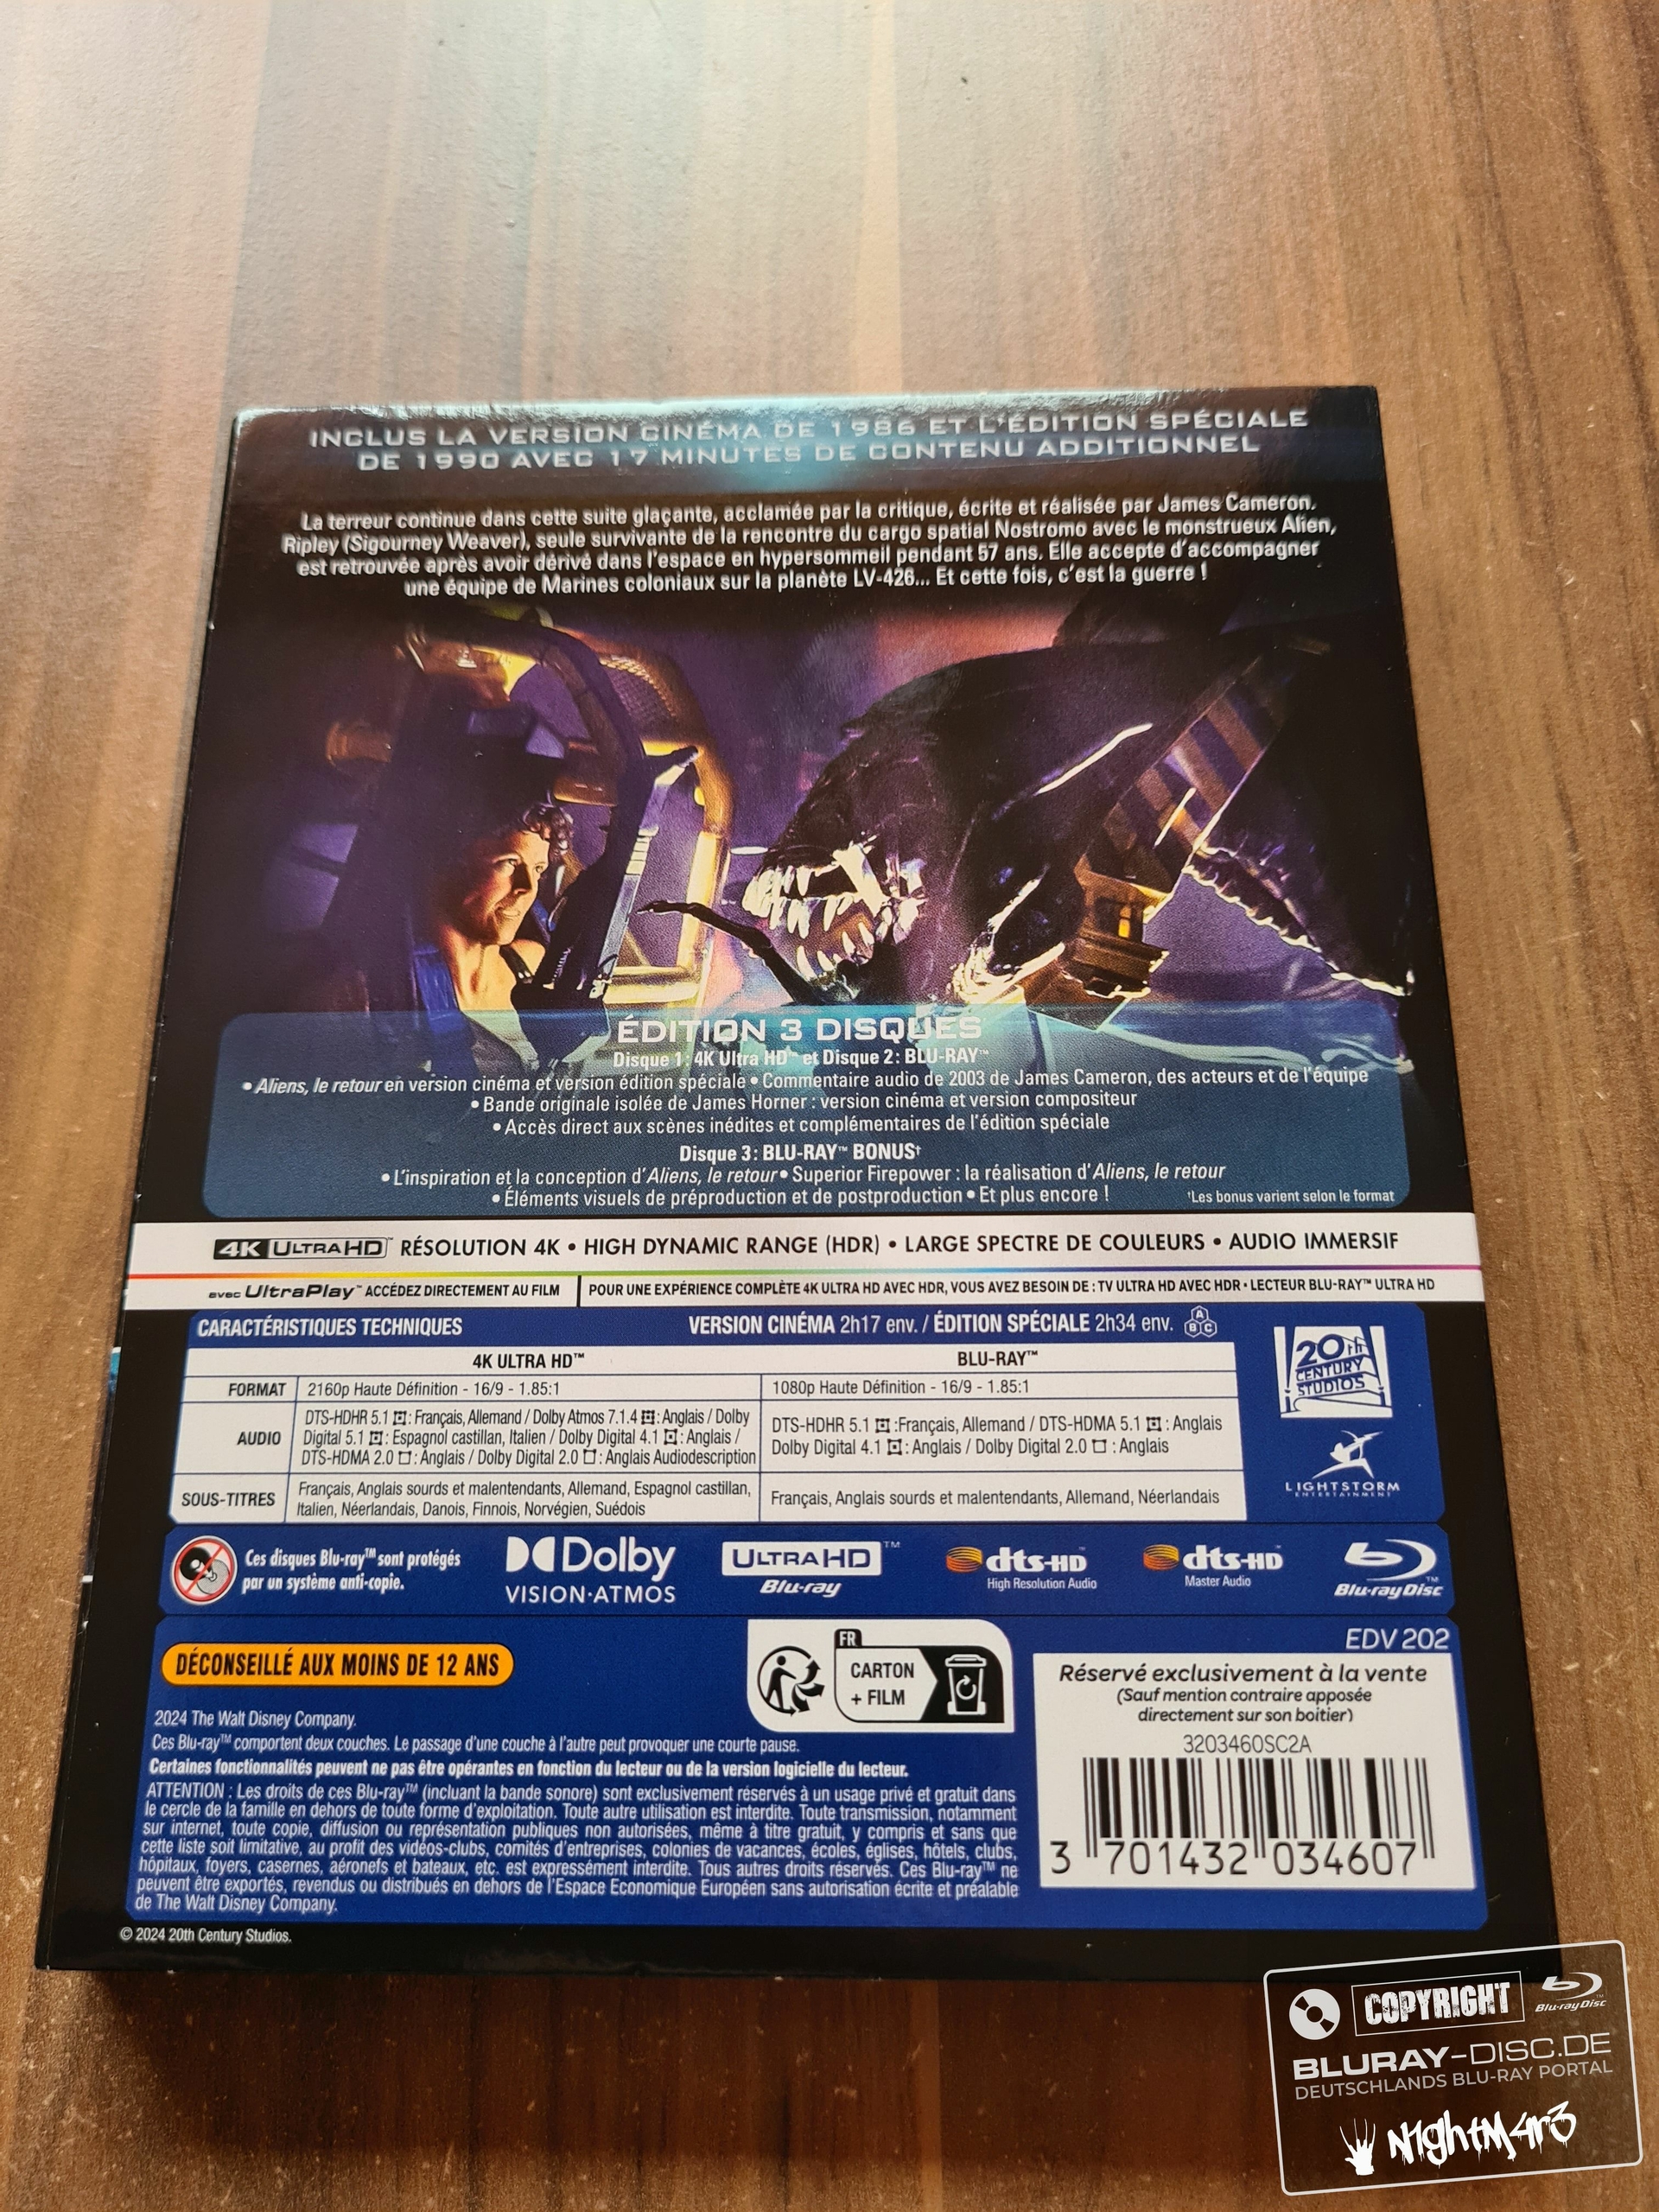 INCLUS LA VERSION CINÉMA DE 1986 ET L'ÉDITION SPÉCIALE
DE 1990 AVEC 17 MINUTES DE CONTENU ADDITIONNEL
La terreur continue dans cette suite glaçante, acclamée par la critique, écrite et réalisée par James Cameron.
Ripley (Sigourney Weaver), seule survivante de la rencontre du cargo spatial Nostromo avec le monstrueux Alien,
est retrouvée après avoir dérivé dans l'espace en hypersommeil pendant 57 ans. Elle accepte d'accompagner
une équipe de Marines coloniaux sur la planète LV-426... Et cette fois, c'est la guerre !
ÉDITION 3 DISQUES
Disque 1 : 4K Ultra HD™ et Disque 2 : BLU-RAY™
• Aliens, le retour en version cinéma et version édition spéciale • Commentaire audio de 2003 de James Cameron, des acteurs et de l'équipe
• Bande originale isolée de James Horner : version cinéma et version compositeur
• Accès direct aux scènes inédites et complémentaires de l'édition spéciale
Disque 3 : BLU-RAY™ BONUS†
• L'inspiration et la conception d'Aliens, le retour • Superior Firepower : la réalisation d'Aliens, le retour
• Éléments visuels de préproduction et de postproduction • Et plus encore !
†Les bonus varient selon le format
4K ULTRA HD™ RÉSOLUTION 4K • HIGH DYNAMIC RANGE (HDR) • LARGE SPECTRE DE COULEURS • AUDIO IMMERSIF
avec UltraPlay™ ACCÉDEZ DIRECTEMENT AU FILM
POUR UNE EXPÉRIENCE COMPLÈTE 4K ULTRA HD AVEC HDR, VOUS AVEZ BESOIN DE : TV ULTRA HD AVEC HDR • LECTEUR BLU-RAY™ ULTRA HD
CARACTÉRISTIQUES TECHNIQUES
VERSION CINÉMA 2h17 env. / ÉDITION SPÉCIALE 2h34 env.
A B C
4K ULTRA HD™
BLU-RAY™
FORMAT
2160p Haute Définition - 16/9 - 1.85:1
1080p Haute Définition - 16/9 - 1.85:1
AUDIO
DTS-HDHR 5.1 : Français, Allemand / Dolby Atmos 7.1.4 : Anglais / Dolby
Digital 5.1 : Espagnol castillan, Italien / Dolby Digital 4.1 : Anglais /
DTS-HDMA 2.0 : Anglais / Dolby Digital 2.0 : Anglais Audiodescription
DTS-HDHR 5.1 :Français, Allemand / DTS-HDMA 5.1 : Anglais
Dolby Digital 4.1 : Anglais / Dolby Digital 2.0 : Anglais
SOUS-TITRES
Français, Anglais sourds et malentendants, Allemand, Espagnol castillan,
Italien, Néerlandais, Danois, Finnois, Norvégien, Suédois
Français, Anglais sourds et malentendants, Allemand, Néerlandais
20th
CENTURY
STUDIOS
LIGHTSTORM
ENTERTAINMENT
Ces disques Blu-ray™ sont protégés
par un système anti-copie.
Dolby
VISION·ATMOS
ULTRA HD™
Blu-ray
dts-HD
High Resolution Audio
dts-HD
Master Audio
Blu-ray Disc™
DÉCONSEILLÉ AUX MOINS DE 12 ANS
FR
CARTON
+ FILM
EDV 202
Réservé exclusivement à la vente
(Sauf mention contraire apposée
directement sur son boitier)
3203460SC2A
3 701432 034607
2024 The Walt Disney Company.
Ces Blu-ray™ comportent deux couches. Le passage d'une couche à l'autre peut provoquer une courte pause.
Certaines fonctionnalités peuvent ne pas être opérantes en fonction du lecteur ou de la version logicielle du lecteur.
ATTENTION : Les droits de ces Blu-ray™ (incluant la bande sonore) sont exclusivement réservés à un usage privé et gratuit dans
le cercle de la famille en dehors de toute forme d'exploitation. Toute autre utilisation est interdite. Toute transmission, notamment
sur internet, toute copie, diffusion ou représentation publiques non autorisées, même à titre gratuit, y compris et sans que
cette liste soit limitative, au profit des vidéos-clubs, comités d'entreprises, colonies de vacances, écoles, églises, hôtels, clubs,
hôpitaux, foyers, casernes, aéronefs et bateaux, etc. est expressément interdite. Tous autres droits réservés. Ces Blu-ray™ ne
peuvent être exportés, revendus ou distribués en dehors de l'Espace Economique Européen sans autorisation écrite et préalable
de The Walt Disney Company.
© 2024 20th Century Studios.
COPYRIGHT
Blu-ray Disc™
BLURAY-DISC.DE
DEUTSCHLANDS BLU-RAY PORTAL
N1ghtM4r3